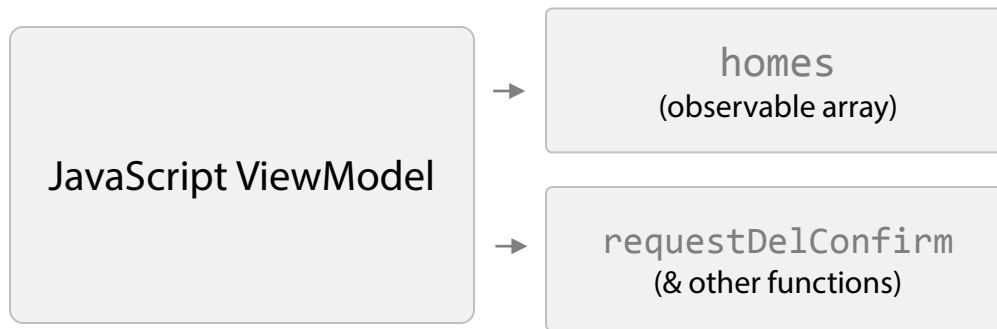 JavaScript ViewModel
homes
(observable array)
requestDelConfirm
(& other functions)